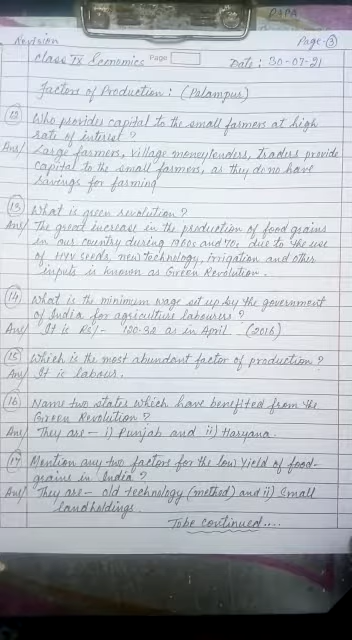 Revision Page-③
Class IX Economics Page Date: 30-07-21
Factors of Production: (Palampur)
⑫ Who provides capital to the small farmers at high
rate of interest?
Ans/ Large farmers, village moneylenders, traders provide
capital to the small farmers, as they do no have
savings for farming
⑬ What is green revolution?
Ans/ The great increase in the production of food grains
in our country during 1960s and 70s due to the use
of HYV seeds, new technology, irrigation and other
inputs is known as Green Revolution.
⑭ What is the minimum wage set up by the government
of India for agriculture labourers?
Ans/ It is Rs/- as in April (2016)
⑮ Which is the most abundant factor of production?
Ans/ It is labour.
⑯ Name two states which have benefited from the
Green Revolution?
Ans/ They are – i) Punjab and ii) Haryana.
⑰ Mention any two factors for the low yield of food-
grains in India?
Ans/ They are – old technology (method) and ii) Small
landholdings.
To be continued....